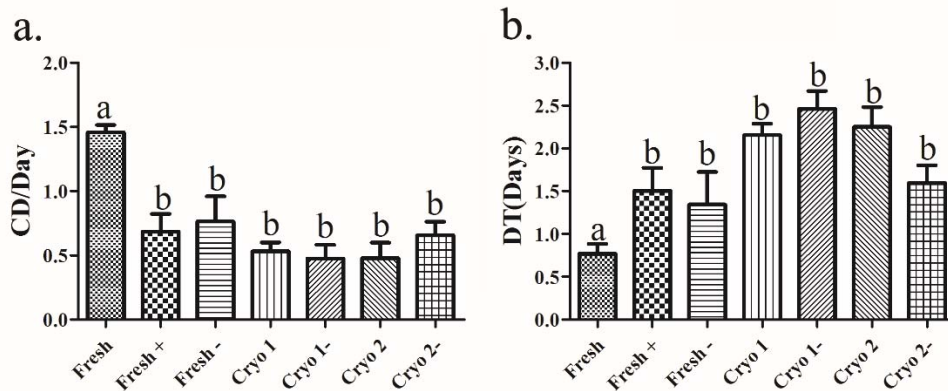 a.
2.0
1.5
1.0
0.5
0.0
CD/Day
a
b
b
b
b
b
b
Fresh
Fresh +
Fresh -
Cryo 1
Cryo 1-
Cryo 2
Cryo 2-
b.
3.0
2.5
2.0
1.5
1.0
0.5
0.0
DT(Days)
a
b
b
b
b
b
b
Fresh
Fresh +
Fresh -
Cryo 1
Cryo 1-
Cryo 2
Cryo 2-